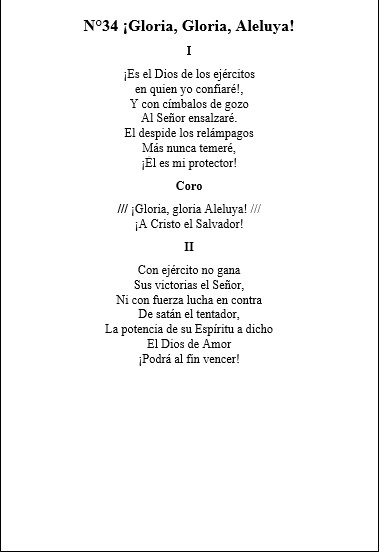 N°34 ¡Gloria, Gloria, Aleluya!
I
¡Es el Dios de los ejércitos
en quien yo confiaré!,
Y con címbalos de gozo
Al Señor ensalzaré.
El despide los relámpagos
Más nunca temeré,
¡Él es mi protector!
Coro
/// ¡Gloria, gloria Aleluya! ///
¡A Cristo el Salvador!
II
Con ejército no gana
Sus victorias el Señor,
Ni con fuerza lucha en contra
De satán el tentador,
La potencia de su Espíritu a dicho
El Dios de Amor
¡Podrá al fin vencer!